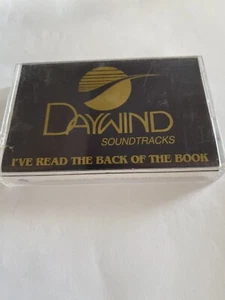 DAYWIND
SOUNDTRACKS
I'VE READ THE BACK OF THE BOOK